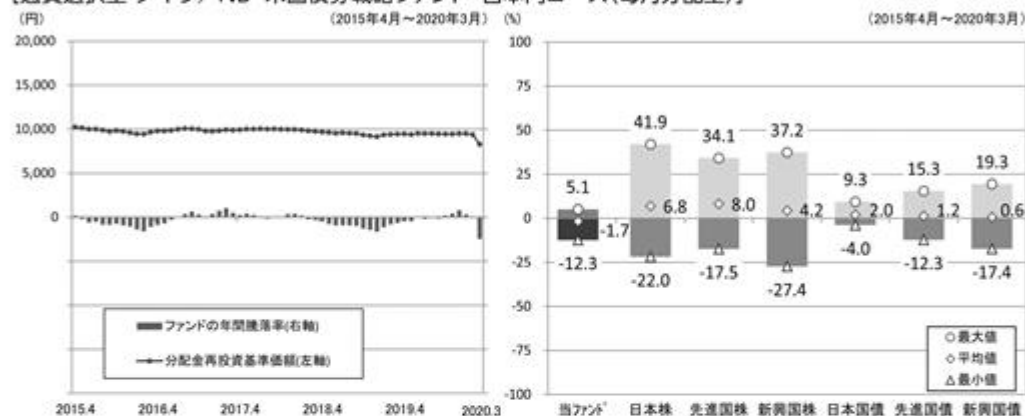 (円)
(2015年4月～2020年3月)
20,000
15,000
10,000
5,000
0
ファンドの年間騰落率(右軸)
分配金再投資基準価額(左軸)
2015.4 2016.4 2017.4 2018.4 2019.4 2020.3
(%)
(2015年4月～2020年3月)
100
75
50
25
0
-25
-50
-75
-100
41.9 34.1 37.2
5.1 9.3 15.3 19.3
6.8 8.0 4.2 2.0 1.2 0.6
-1.7
-12.3 -22.0 -17.5 -27.4 -4.0 -12.3 -17.4
最大値
平均値
最小値
当ファンド 日本株 先進国株 新興国株 日本国債 先進国債 新興国債